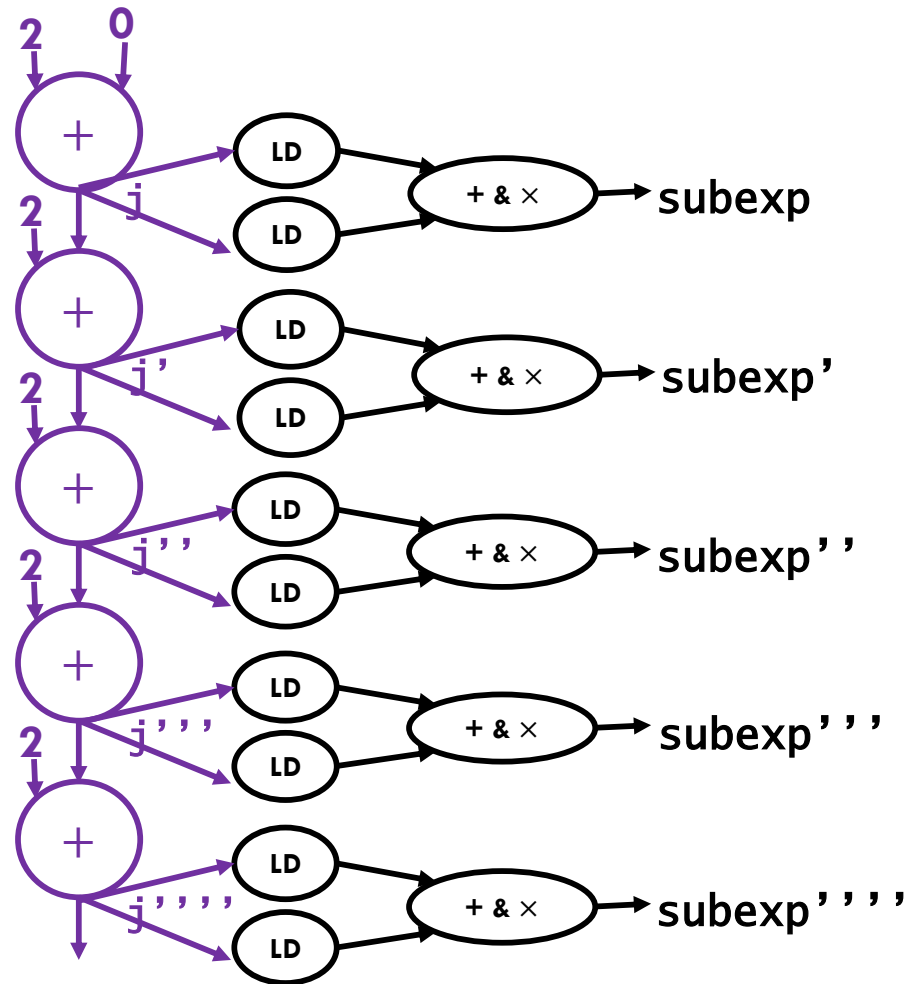 2 0
+
LD
j
+ & × subexp
2
LD
+
LD
j'
+ & × subexp'
2
LD
+
LD
j''
+ & × subexp''
2
LD
+
LD
j'''
+ & × subexp'''
2
LD
+
LD
j''''
+ & × subexp''''
LD